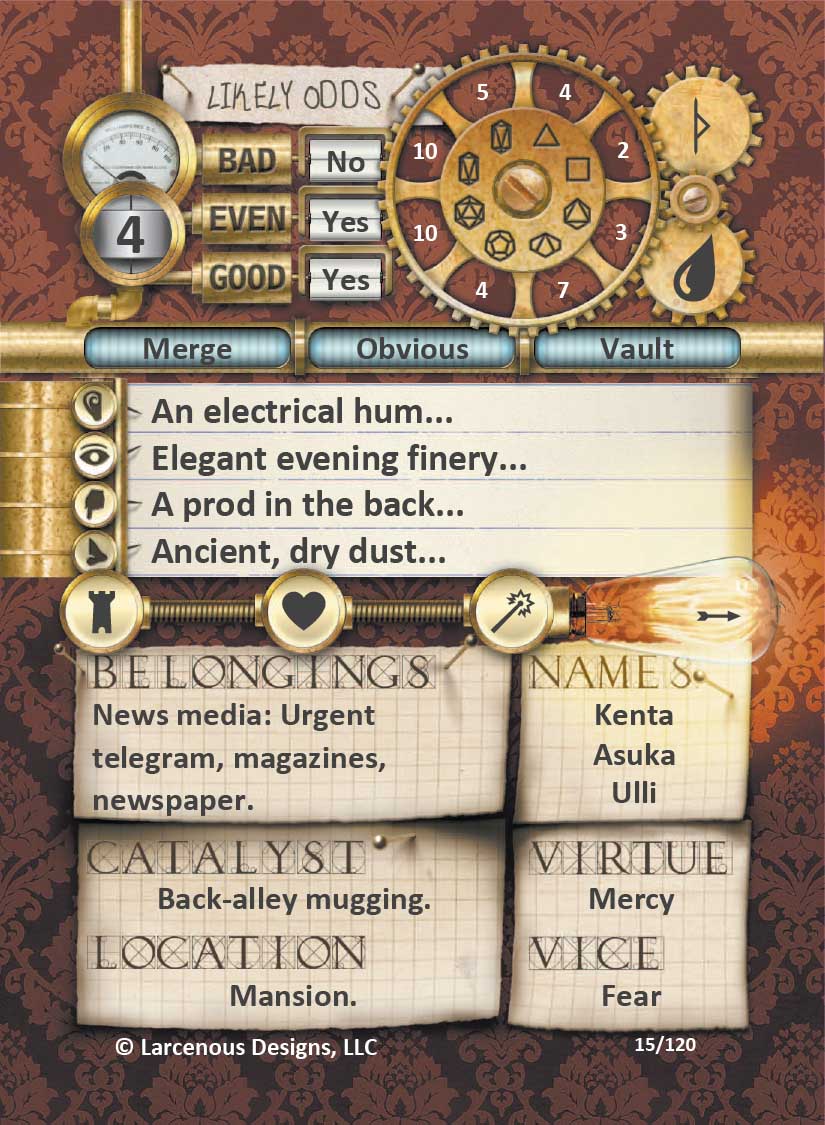 LIKELY ODDS
BAD No
EVEN Yes
GOOD Yes
4
5 4
10 2
10 3
4 7
Merge Obvious Vault
An electrical hum...
Elegant evening finery...
A prod in the back...
Ancient, dry dust...
BELONGINGS
News media: Urgent
telegram, magazines,
newspaper.
NAMES
Kenta
Asuka
Ulli
CATALYST
Back-alley mugging.
LOCATION
Mansion.
VIRTUE
Mercy
VICE
Fear
© Larcenous Designs, LLC
15/120